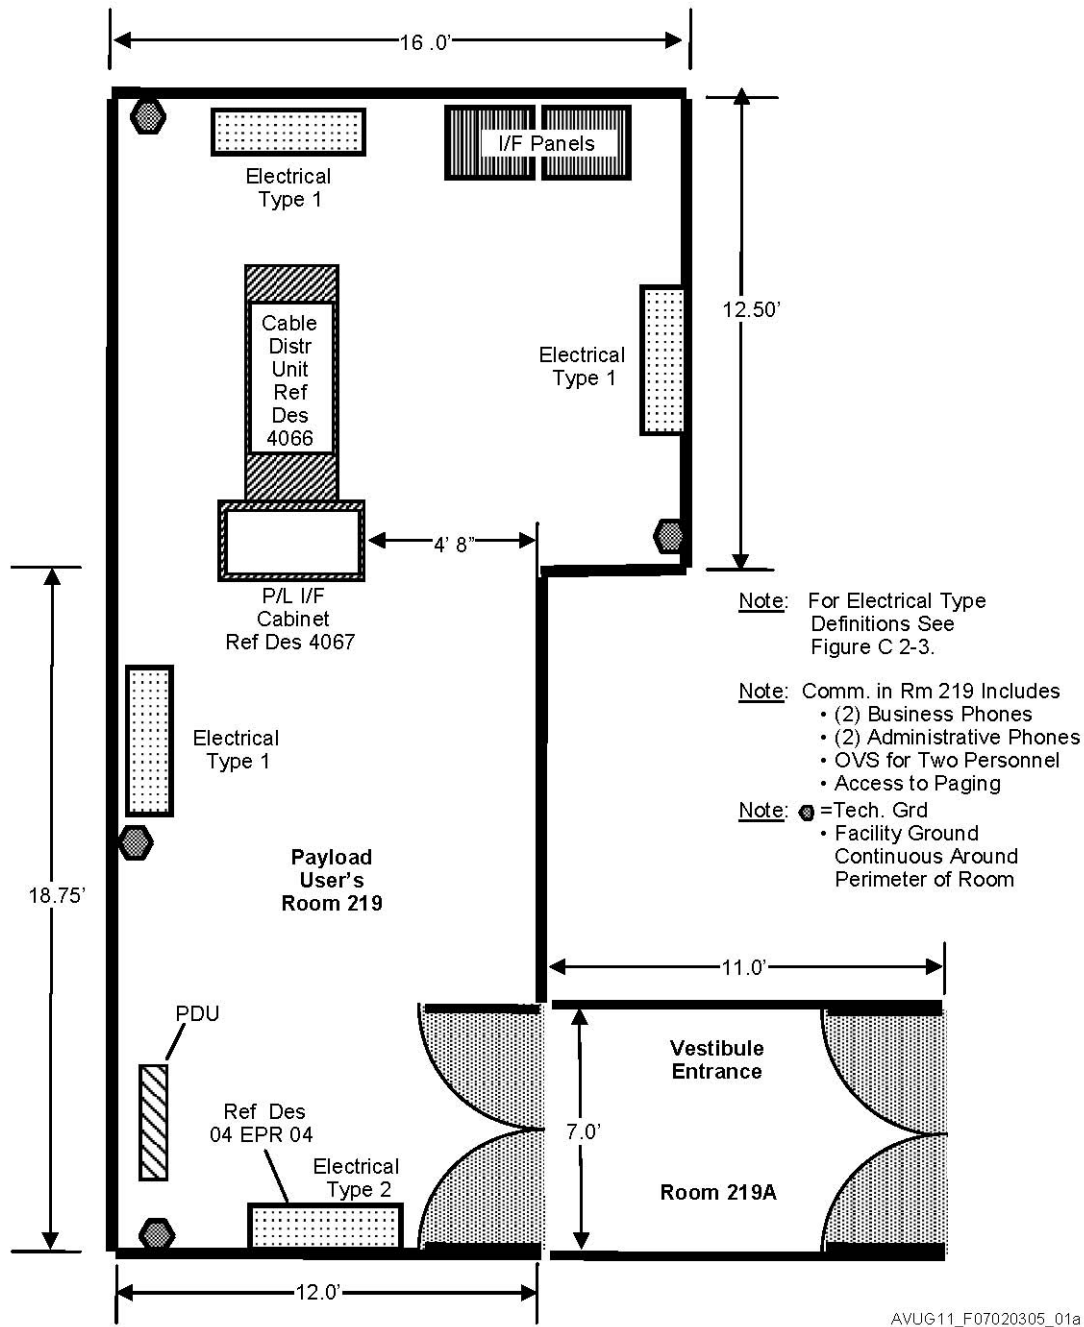 16 .0'
I/F Panels
Electrical
Type 1
Cable
Distr
Unit
Ref
Des
4066
12.50'
Electrical
Type 1
4' 8"
P/L I/F
Cabinet
Ref Des 4067
Note: For Electrical Type
Definitions See
Figure C 2-3.
Note: Comm. in Rm 219 Includes
• (2) Business Phones
• (2) Administrative Phones
• OVS for Two Personnel
• Access to Paging
Note: =Tech. Grd
• Facility Ground
Continuous Around
Perimeter of Room
Electrical
Type 1
Payload
User's
Room 219
18.75'
11.0'
PDU
Vestibule
Entrance
Ref Des
04 EPR 04
7.0'
Electrical
Type 2
Room 219A
12.0'
AVUG11_F07020305_01a